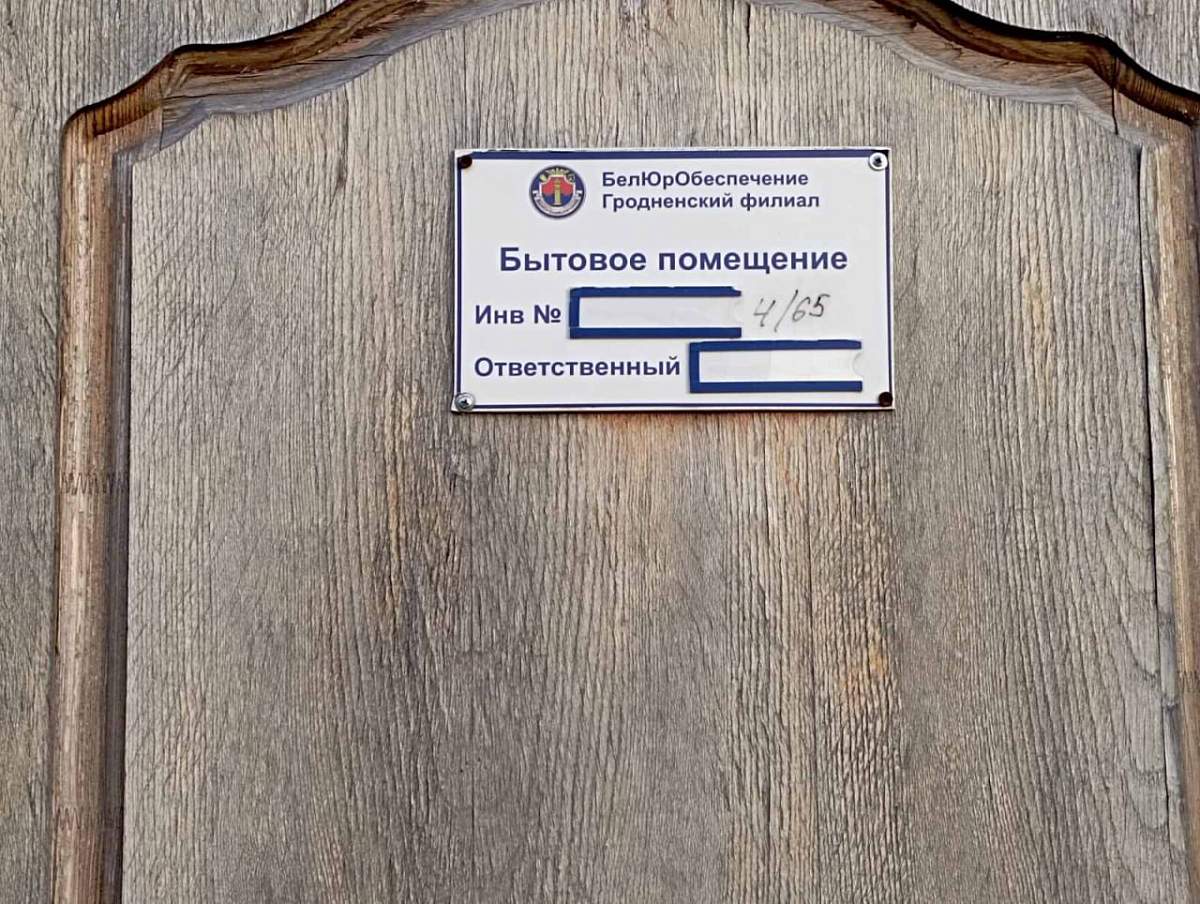 БелЮрОбеспечение
Гродненский филиал
Бытовое помещение
Инв № 4/65
Ответственный